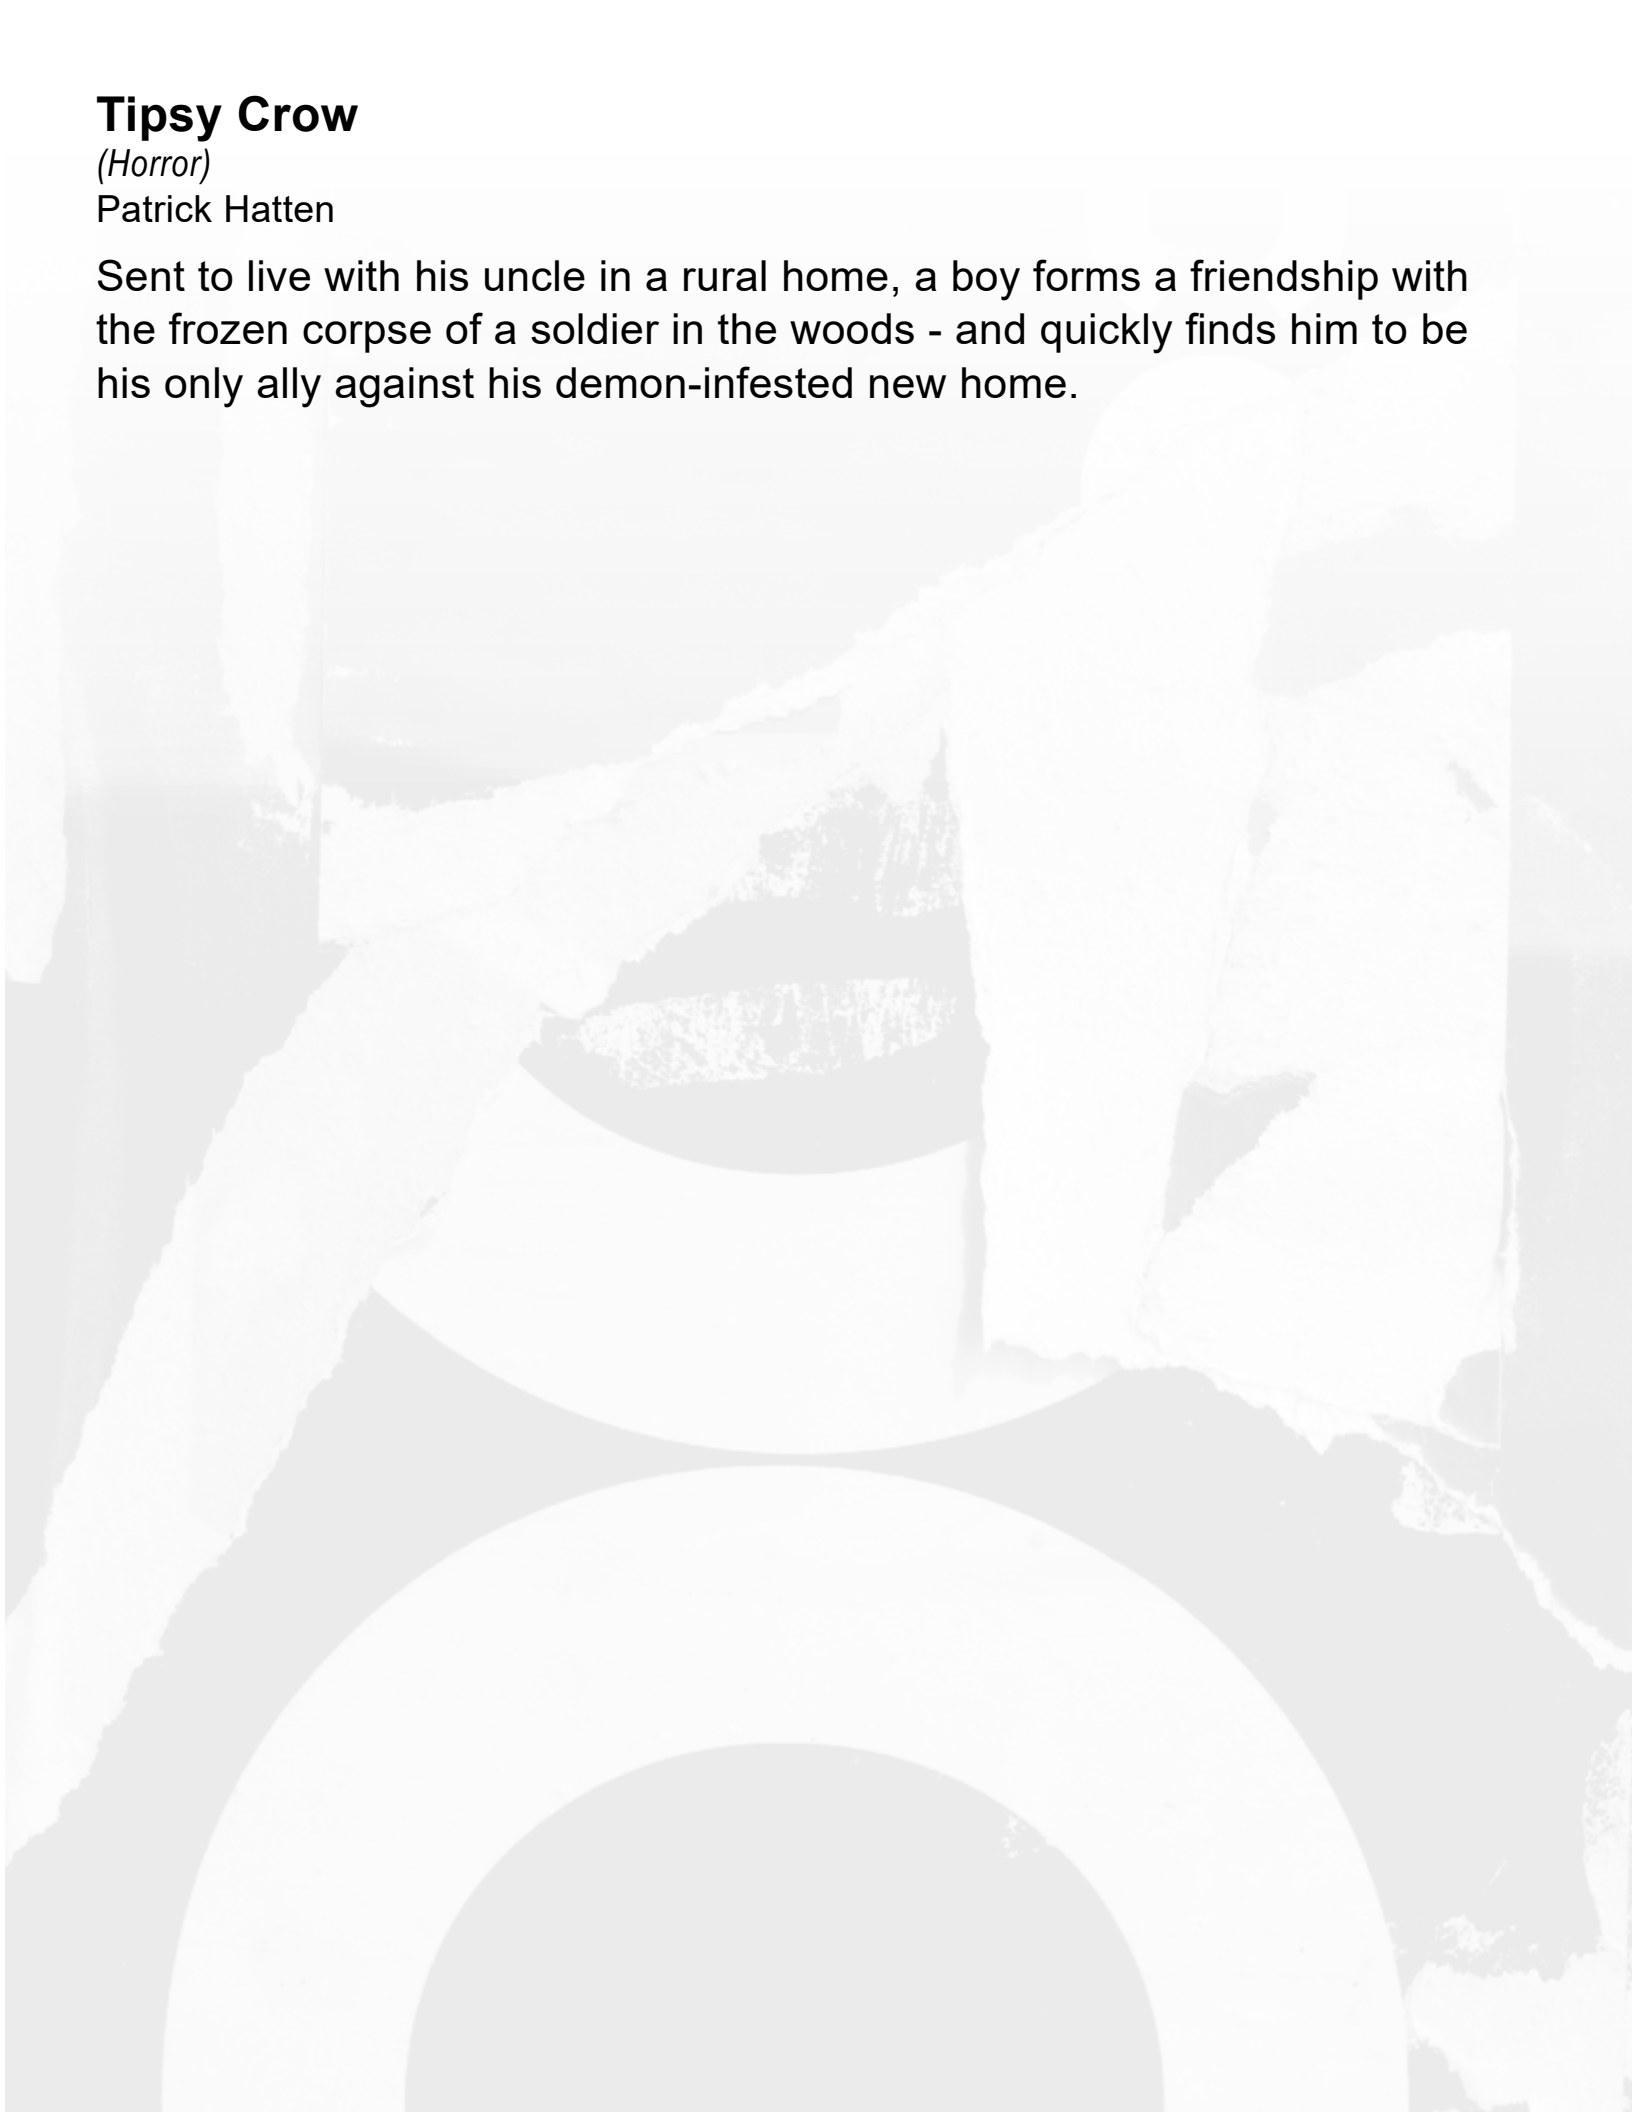 Tipsy Crow
(Horror)
Patrick Hatten
Sent to live with his uncle in a rural home, a boy forms a friendship with
the frozen corpse of a soldier in the woods - and quickly finds him to be
his only ally against his demon-infested new home.